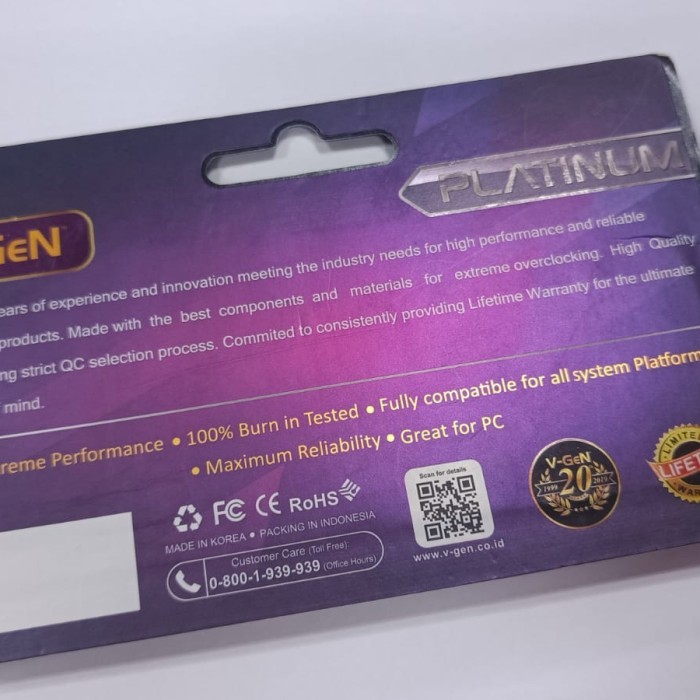 PLATINUM
GeN
ears of experience and innovation meeting the industry needs for high performance and reliable
products. Made with the best components and materials for extreme overclocking. High Quality
ng strict QC selection process. Commited to consistently providing Lifetime Warranty for the ultimate
mind.
reme Performance • 100% Burn in Tested • Fully compatible for all system Platform
• Maximum Reliability • Great for PC
FC CE RoHS
MADE IN KOREA • PACKING IN INDONESIA
Customer Care (Toll Free):
0-800-1-939-939 (Office Hours)
Scan for details
www.v-gen.co.id
V-GeN
1999 20 2019
LIMITE
LIFET